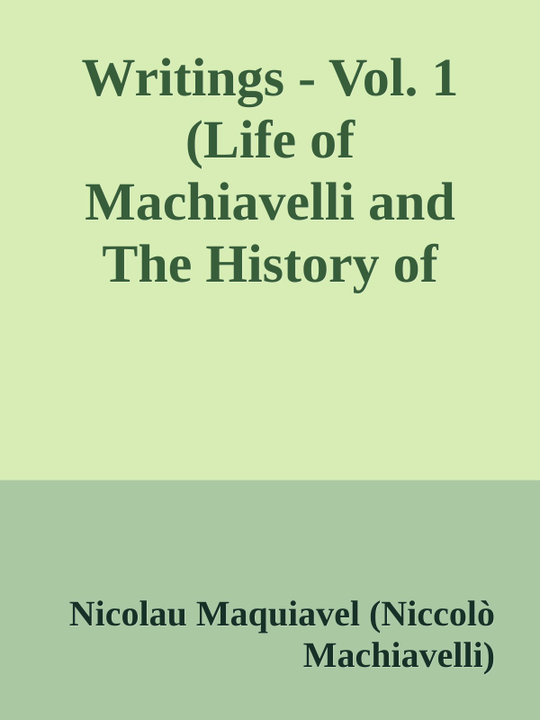 Writings - Vol. 1
(Life of
Machiavelli and
The History of
Nicolau Maquiavel (Niccolò
Machiavelli)